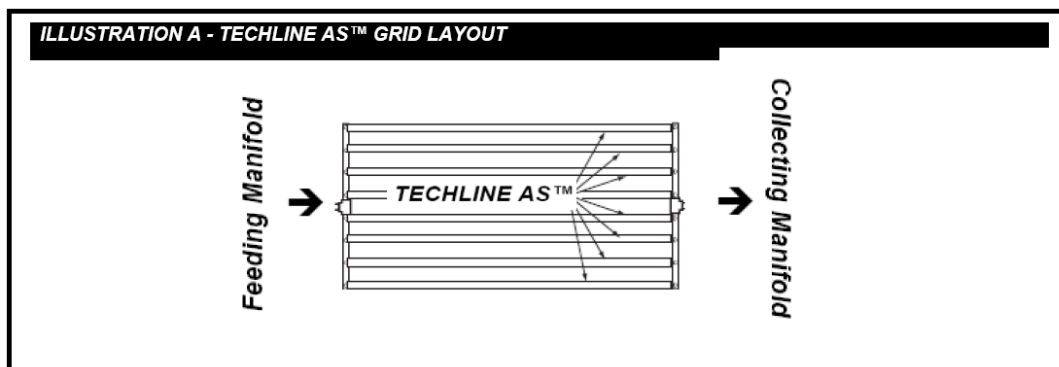 ILLUSTRATION A - TECHLINE AS™ GRID LAYOUT
Feeding Manifold
TECHLINE AS™
Collecting Manifold